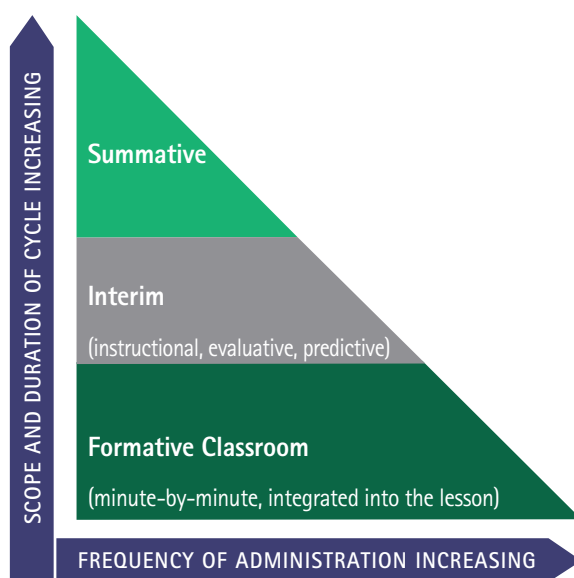 SCOPE AND DURATION OF CYCLE INCREASING
Summative
Interim
(instructional, evaluative, predictive)
Formative Classroom
(minute-by-minute, integrated into the lesson)
FREQUENCY OF ADMINISTRATION INCREASING